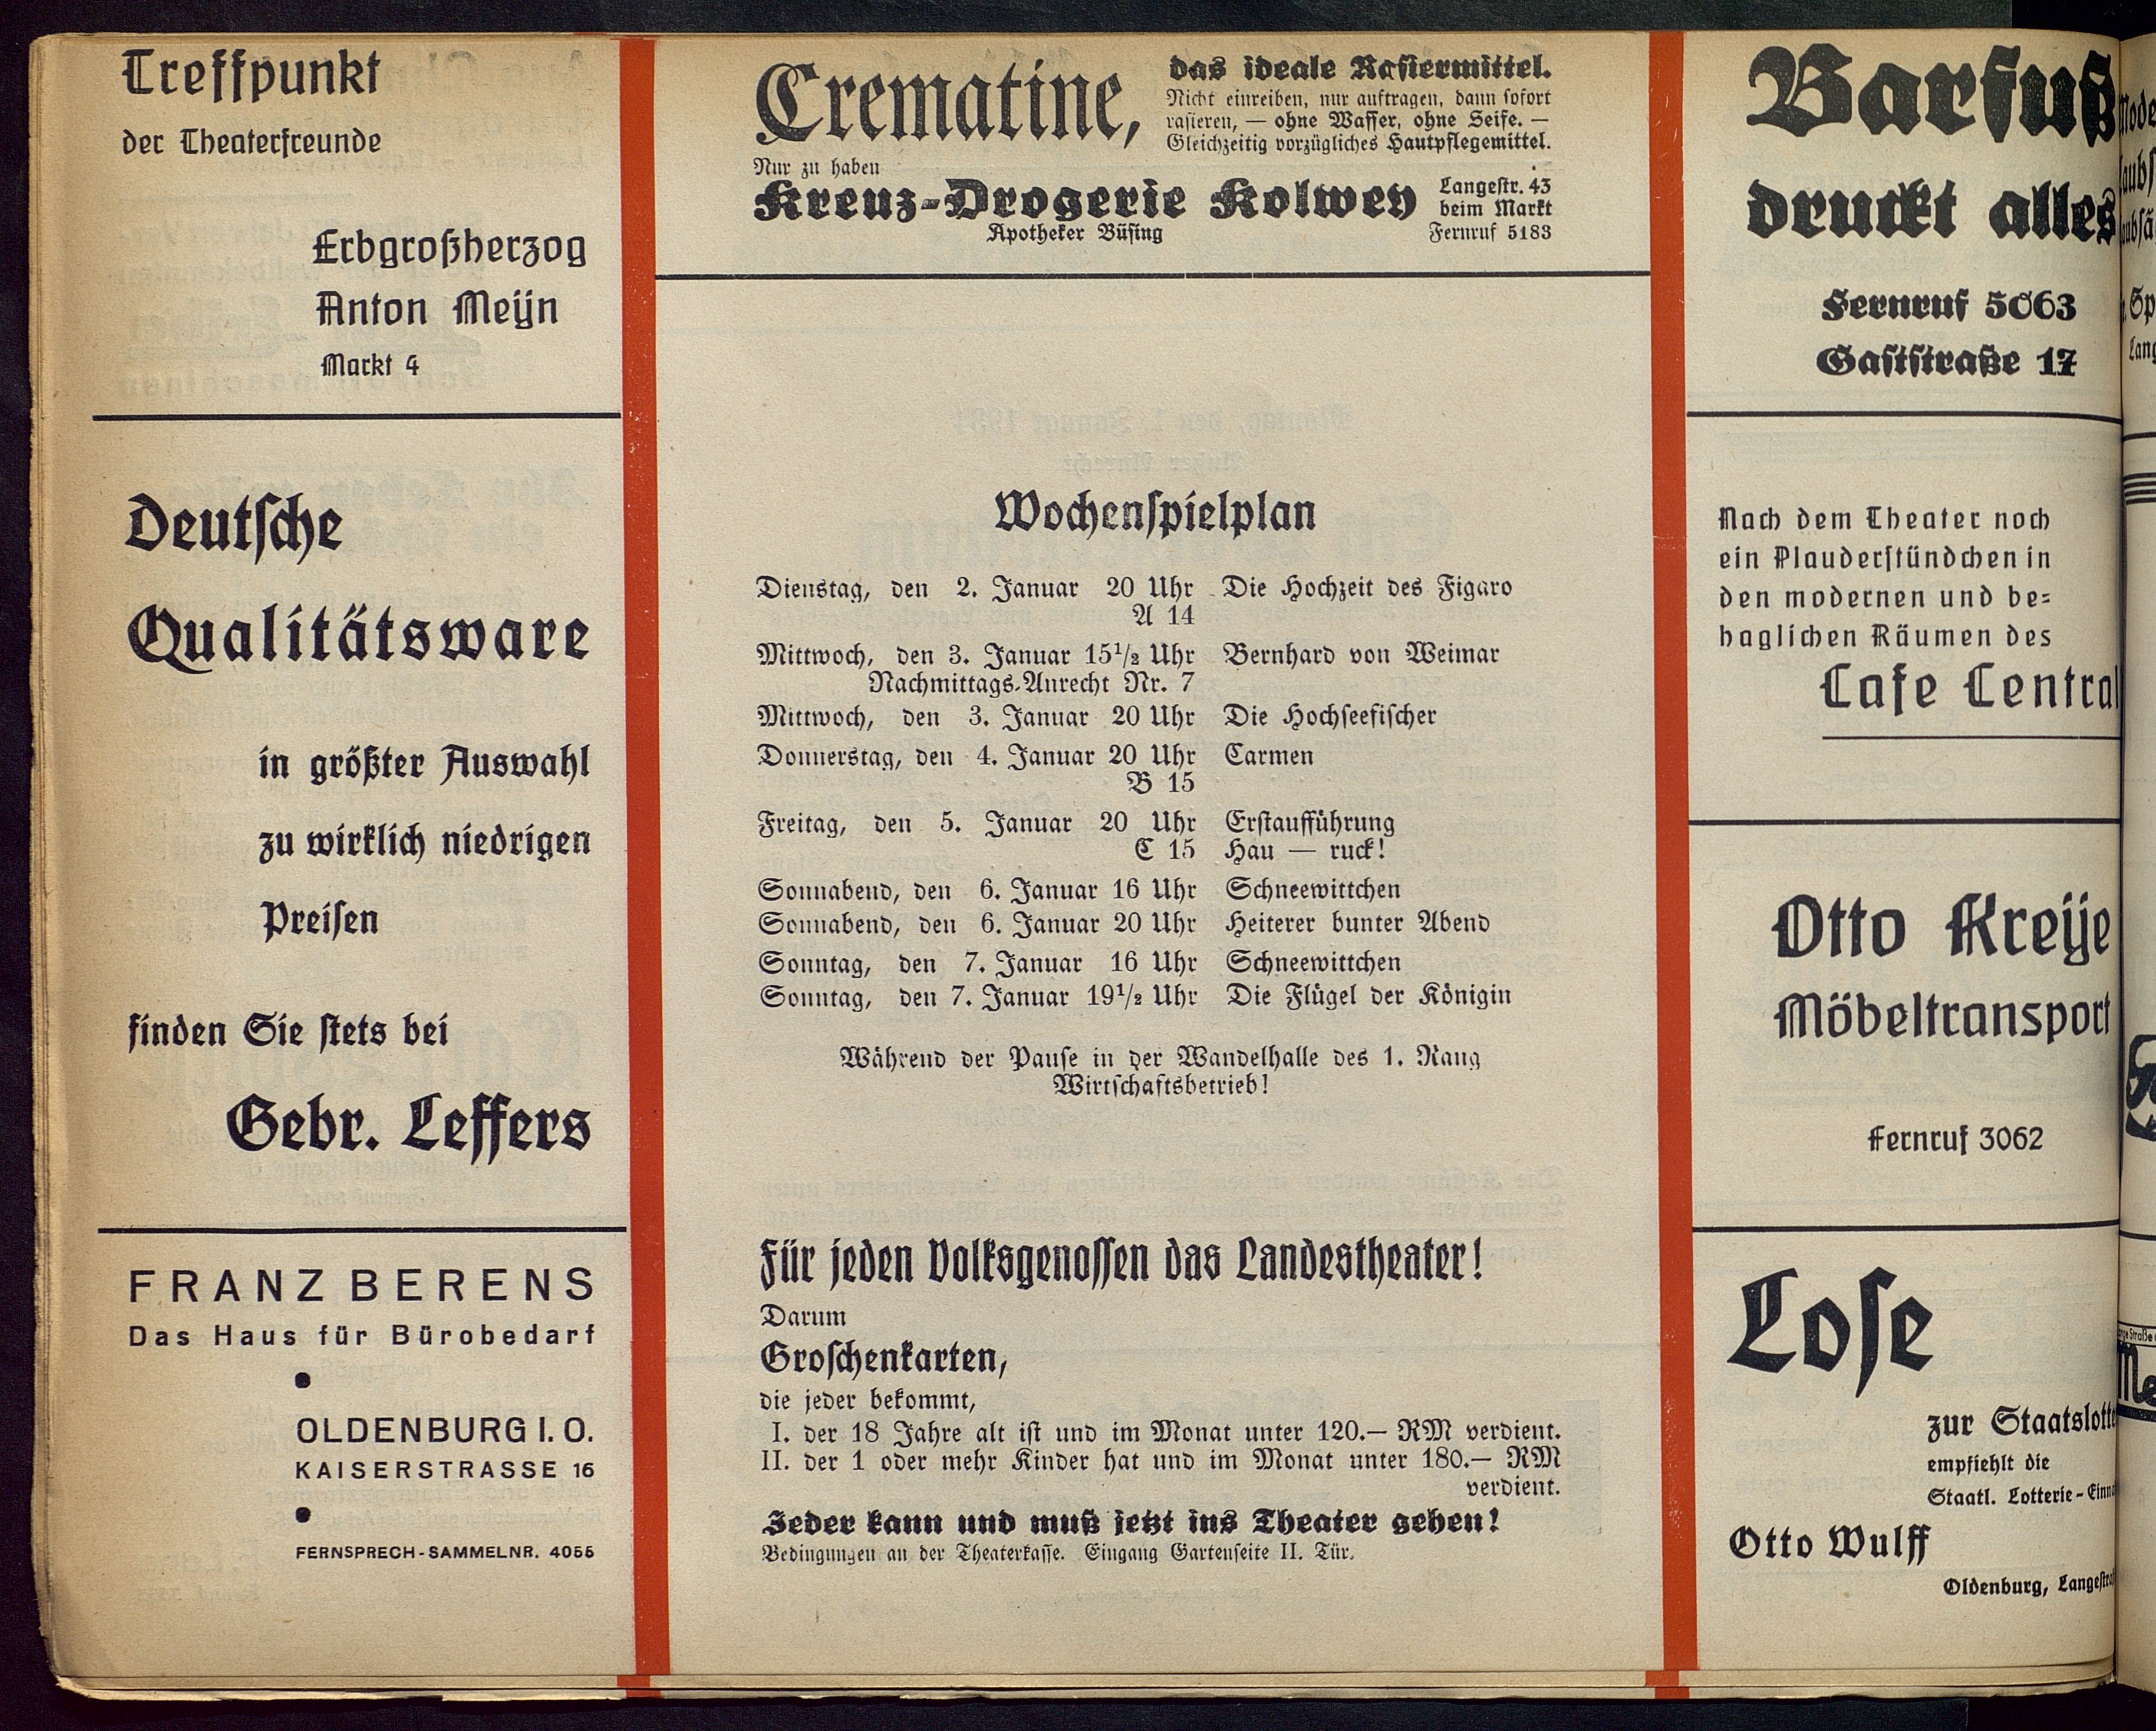 Treffpunkt
der Theaterfreunde
Erbgroßherzog
Anton Meijn
Markt 4
Deutsche
Qualitätsware
in größter Auswahl
zu wirklich niedrigen
Preisen
finden Sie stets bei
Gebr. Leffers
FRANZ BERENS
Das Haus für Bürobedarf
OLDENBURG I. O.
KAISERSTRASSE 16
FERNSPRECH-SAMMELNR. 4055
Crematine,
das ideale Rasiermittel.
Nicht einreiben, nur auftragen, dann sofort
rasieren, — ohne Wasser, ohne Seife. —
Gleichzeitig vorzügliches Hautpflegemittel.
Nur zu haben
Kreuz-Drogerie Kolwey
Apotheker Büsing
Langestr. 43
beim Markt
Fernruf 5183
Wochenspielplan
Dienstag, den 2. Januar 20 Uhr Die Hochzeit des Figaro
A 14
Mittwoch, den 3. Januar 15¹/₂ Uhr Bernhard von Weimar
Nachmittags-Anrecht Nr. 7
Mittwoch, den 3. Januar 20 Uhr Die Hochseefischer
Donnerstag, den 4. Januar 20 Uhr Carmen
B 15
Freitag, den 5. Januar 20 Uhr Erstaufführung
C 15 Hau — ruck!
Sonnabend, den 6. Januar 16 Uhr Schneewittchen
Sonnabend, den 6. Januar 20 Uhr Heiterer bunter Abend
Sonntag, den 7. Januar 16 Uhr Schneewittchen
Sonntag, den 7. Januar 19¹/₂ Uhr Die Flügel der Königin
Während der Pause in der Wandelhalle des 1. Rang
Wirtschaftsbetrieb!
Für jeden Volksgenossen das Landestheater!
Darum
Groschenkarten,
die jeder bekommt,
I. der 18 Jahre alt ist und im Monat unter 120.— RM verdient.
II. der 1 oder mehr Kinder hat und im Monat unter 180.— RM
verdient.
Jeder kann und muß jetzt ins Theater gehen!
Bedingungen an der Theaterkasse. Eingang Gartenseite II. Tür.
Barfuß
druckt alles
Fernruf 5063
Gaststraße 17
Nach dem Theater noch
ein Plauderstündchen in
den modernen und be=
haglichen Räumen des
Cafe Central
Otto Kreije
Möbeltransport
Fernruf 3062
Lose
zur
empfiehlt die
Staatl.
Otto Wulff
Oldenburg,